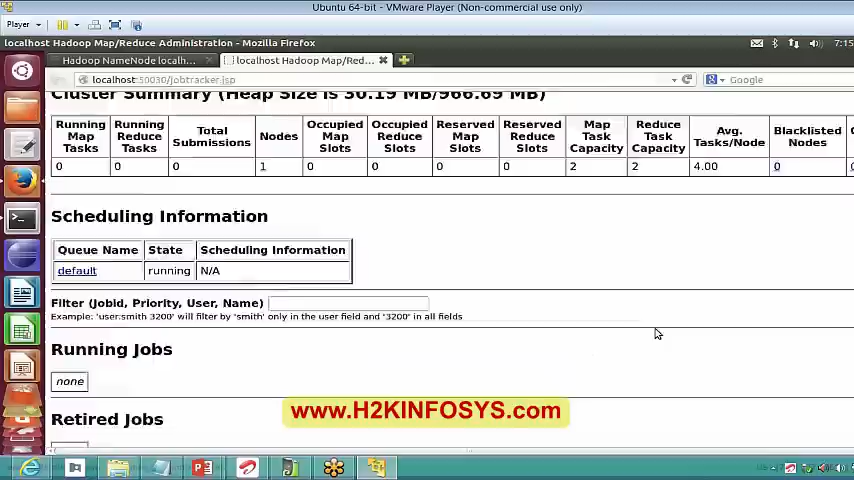 Ubuntu 64-bit - VMware Player (Non-commercial use only)
Player
localhost Hadoop Map/Reduce Administration - Mozilla Firefox
7:15
Hadoop NameNode localh...
localhost Hadoop Map/Red...
localhost:50030/jobtracker.jsp
Google
Cluster Summary (Heap Size is 30.19 MB/966.69 MB)
Running Map Tasks
Running Reduce Tasks
Total Submissions
Nodes
Occupied Map Slots
Occupied Reduce Slots
Reserved Map Slots
Reserved Reduce Slots
Map Task Capacity
Reduce Task Capacity
Avg. Tasks/Node
Blacklisted Nodes
0 0 0 1 0 0 0 0 2 2 4.00 0 0
Scheduling Information
Queue Name State Scheduling Information
default running N/A
Filter (Jobid, Priority, User, Name)
Example: 'user:smith 3200' will filter by 'smith' only in the user field and '3200' in all fields
Running Jobs
none
www.H2KINFOSYS.com
Retired Jobs